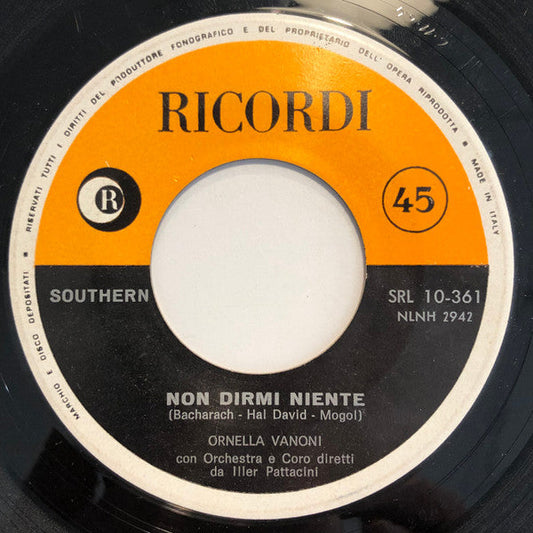 RISERVATI TUTTI I DIRITTI DEL PRODUTTORE FONOGRAFICO E DEL PROPRIETARIO DELL'OPERA RIPRODOTTA • MADE IN ITALY
MARCHIO E DISCO DEPOSITATI •
RICORDI
R
45
SOUTHERN
SRL 10-361
NLNH 2942
NON DIRMI NIENTE
(Bacharach - Hal David - Mogol)
ORNELLA VANONI
con Orchestra e Coro diretti
da Iller Pattacini